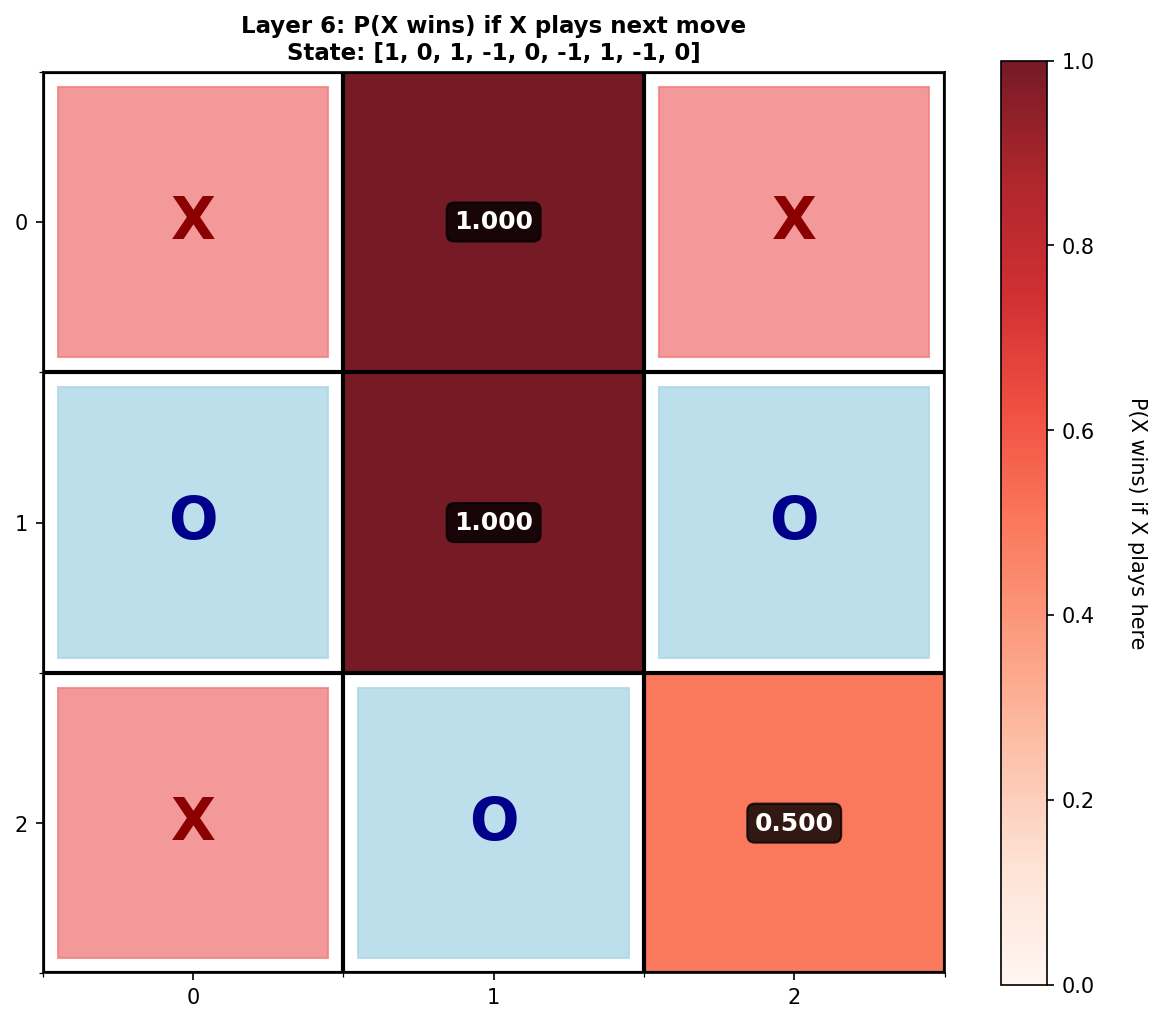 Layer 6: P(X wins) if X plays next move
State: [1, 0, 1, -1, 0, -1, 1, -1, 0]
0
X
1.000
X
1
O
1.000
O
2
X
O
0.500
0
1
2
1.0
0.8
0.6
0.4
0.2
0.0
P(X wins) if X plays here